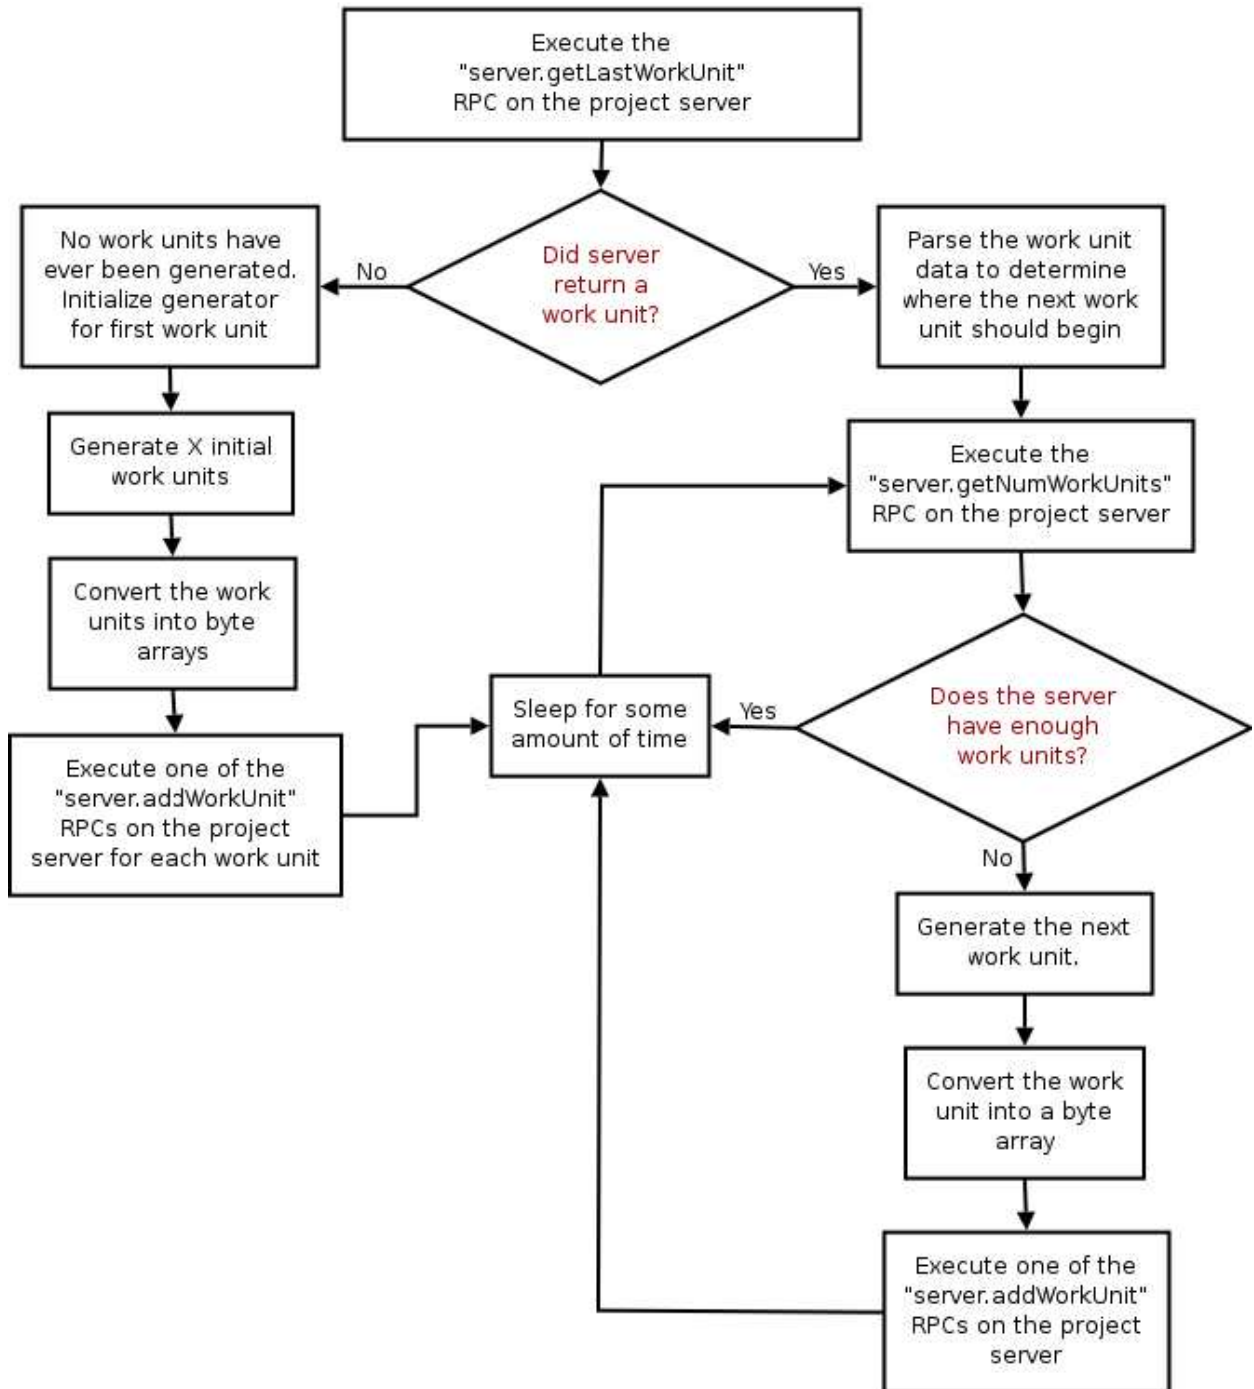 Execute the
"server.getLastWorkUnit"
RPC on the project server
No work units have
ever been generated.
Initialize generator
for first work unit
No
Did server
return a
work unit?
Yes
Parse the work unit
data to determine
where the next work
unit should begin
Generate X initial
work units
Execute the
"server.getNumWorkUnits"
RPC on the project server
Convert the work
units into byte
arrays
Sleep for some
amount of time
Yes
Does the server
have enough
work units?
Execute one of the
"server.addWorkUnit"
RPCs on the project
server for each work unit
No
Generate the next
work unit.
Convert the work
unit into a byte
array
Execute one of the
"server.addWorkUnit"
RPCs on the project
server